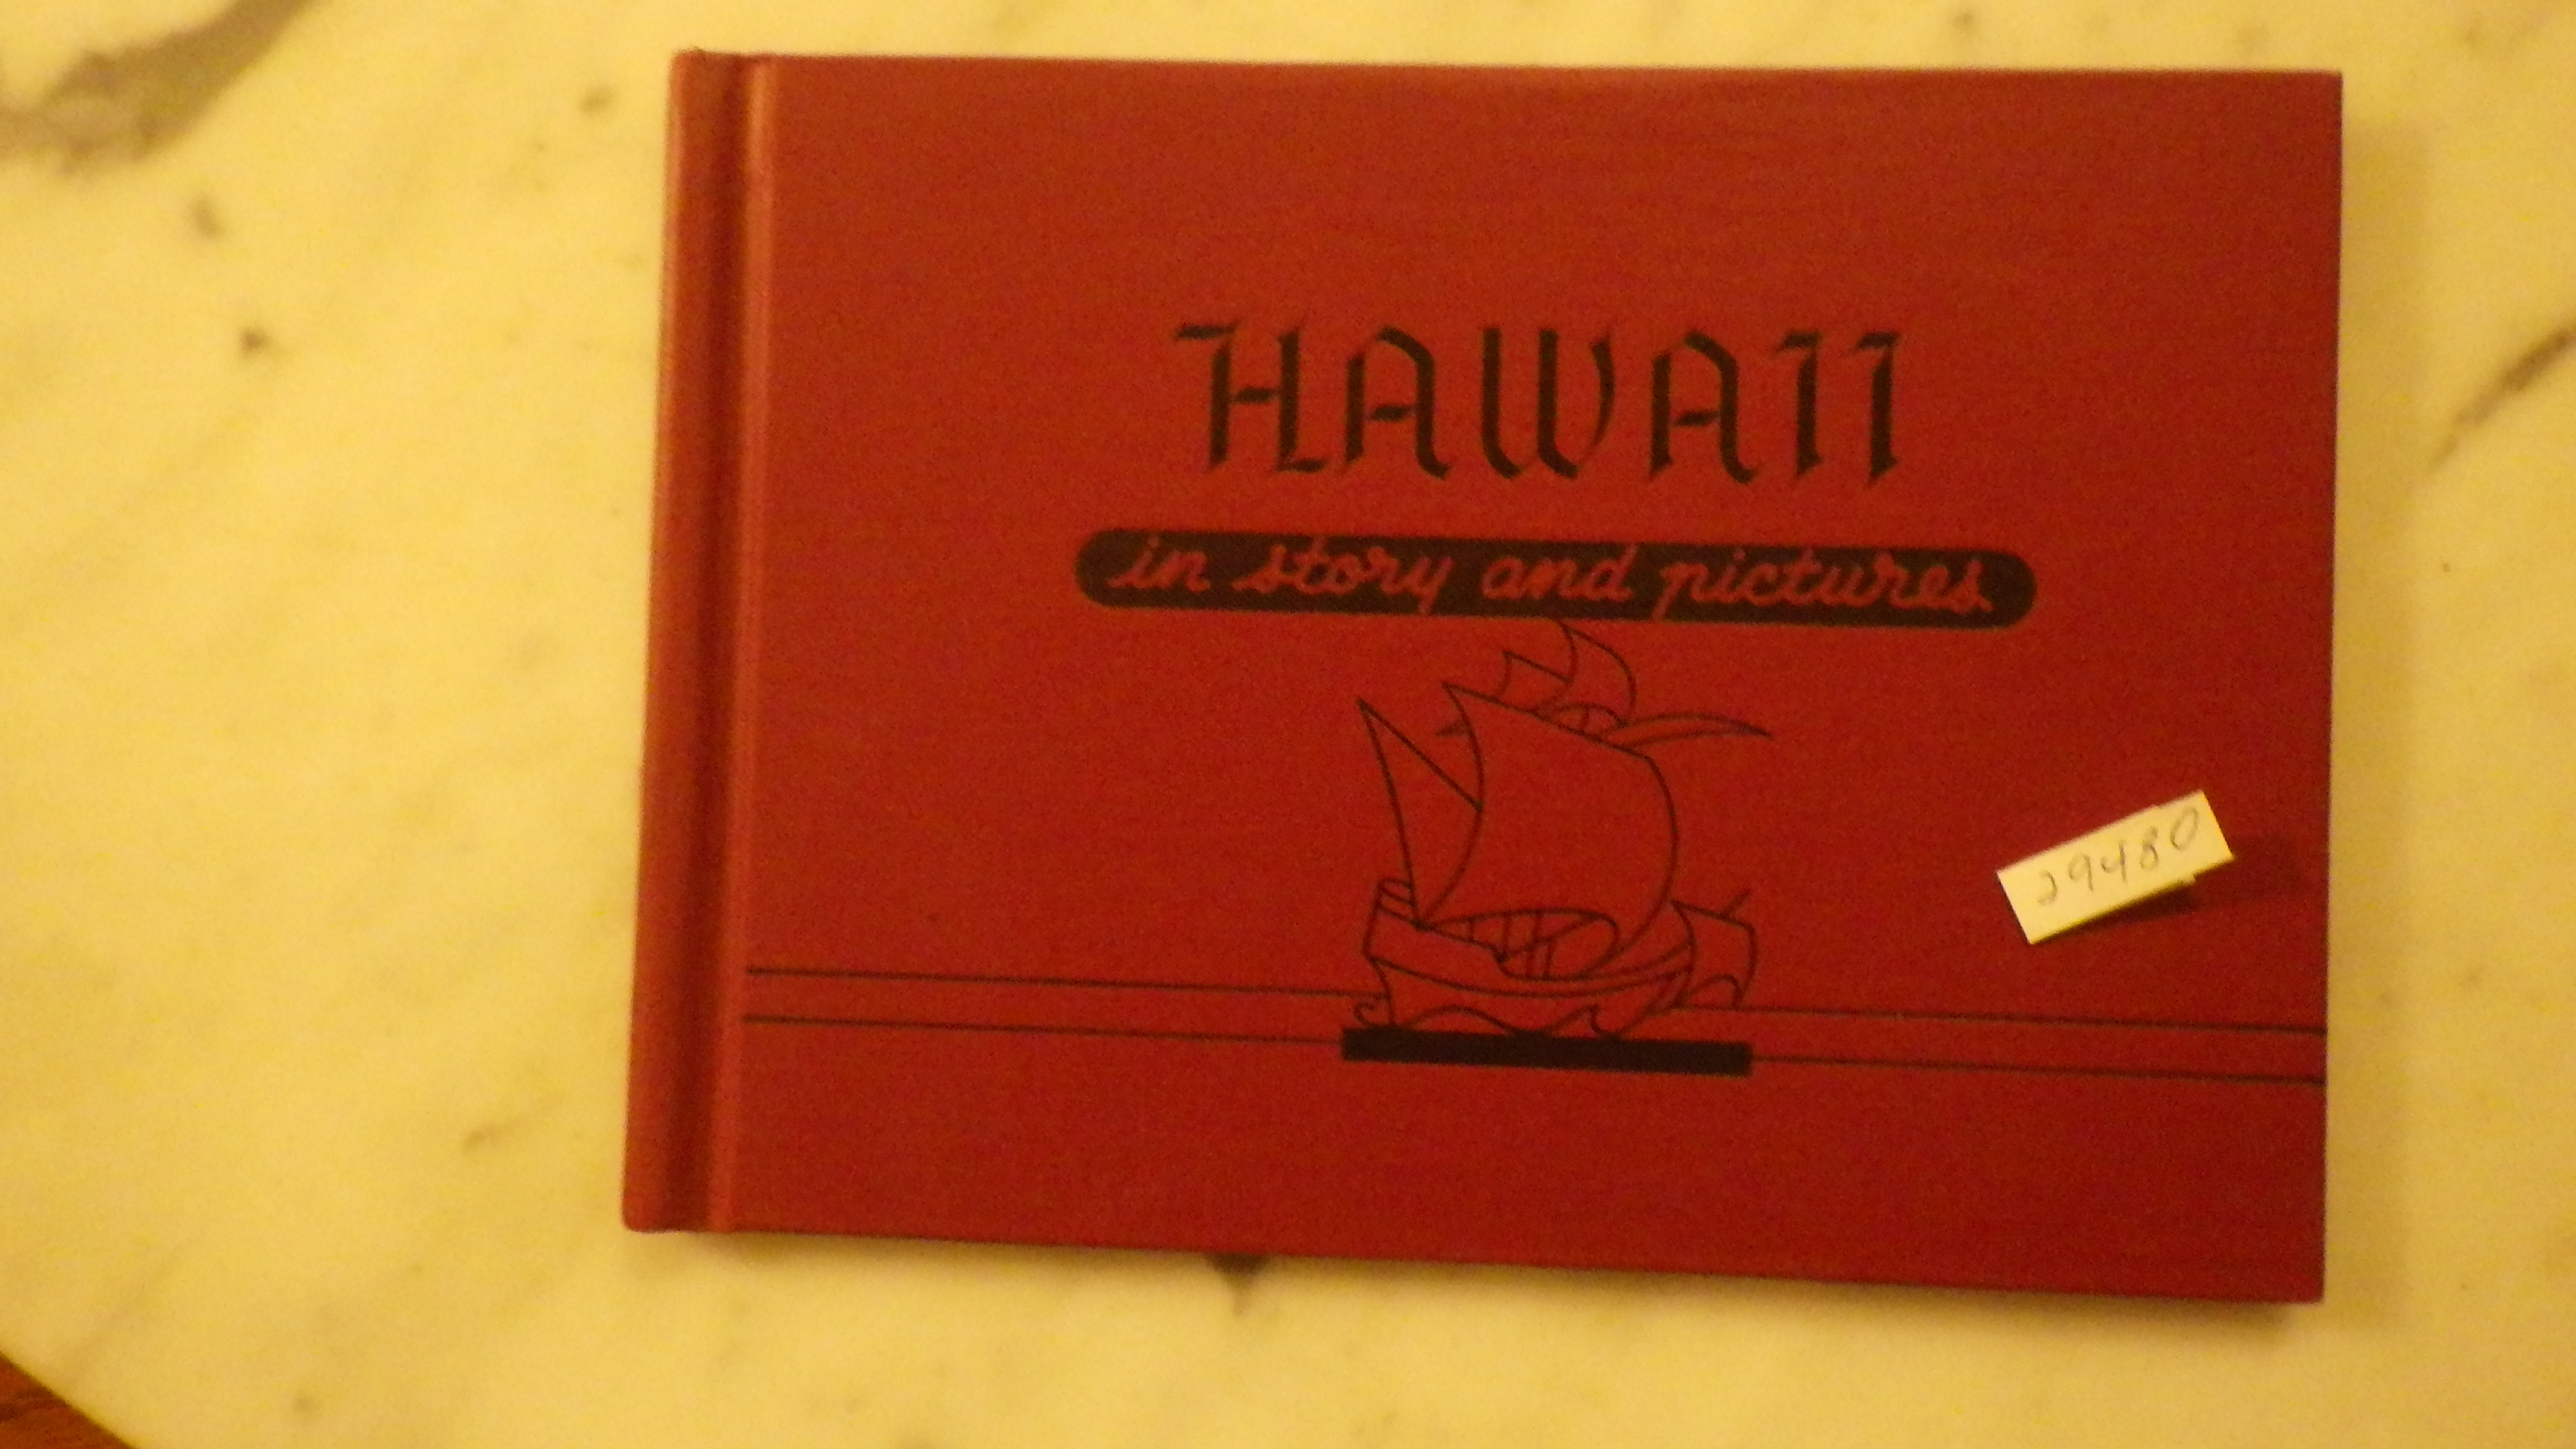 HAWAII
in story and pictures
29480